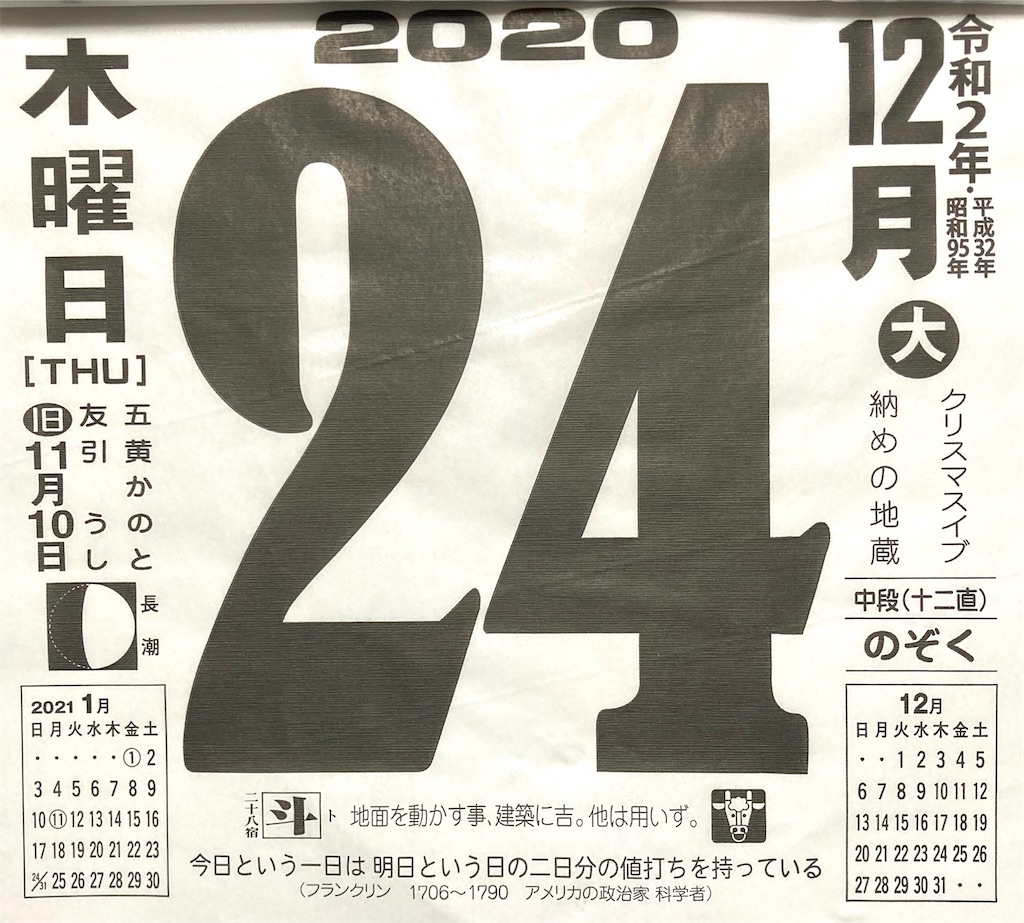 2020
12月
令和2年・平成32年
昭和95年
大
クリスマスイブ
納めの地蔵
中段(十二直)
のぞく
24
木曜日
[THU]
五黄かのと
友引 うし
旧11月10日
長潮
2021 1月
日月火水木金土
・・・・・① 2
3 4 5 6 7 8 9
10 ⑪ 12 13 14 15 16
17 18 19 20 21 22 23
24/31 25 26 27 28 29 30
12月
日月火水木金土
・・1 2 3 4 5
6 7 8 9 10 11 12
13 14 15 16 17 18 19
20 21 22 23 24 25 26
27 28 29 30 31 ・・
二十八宿 斗 ト 地面を動かす事、建築に吉。他は用いず。
今日という一日は 明日という日の二日分の値打ちを持っている
(フランクリン 1706〜1790 アメリカの政治家 科学者)